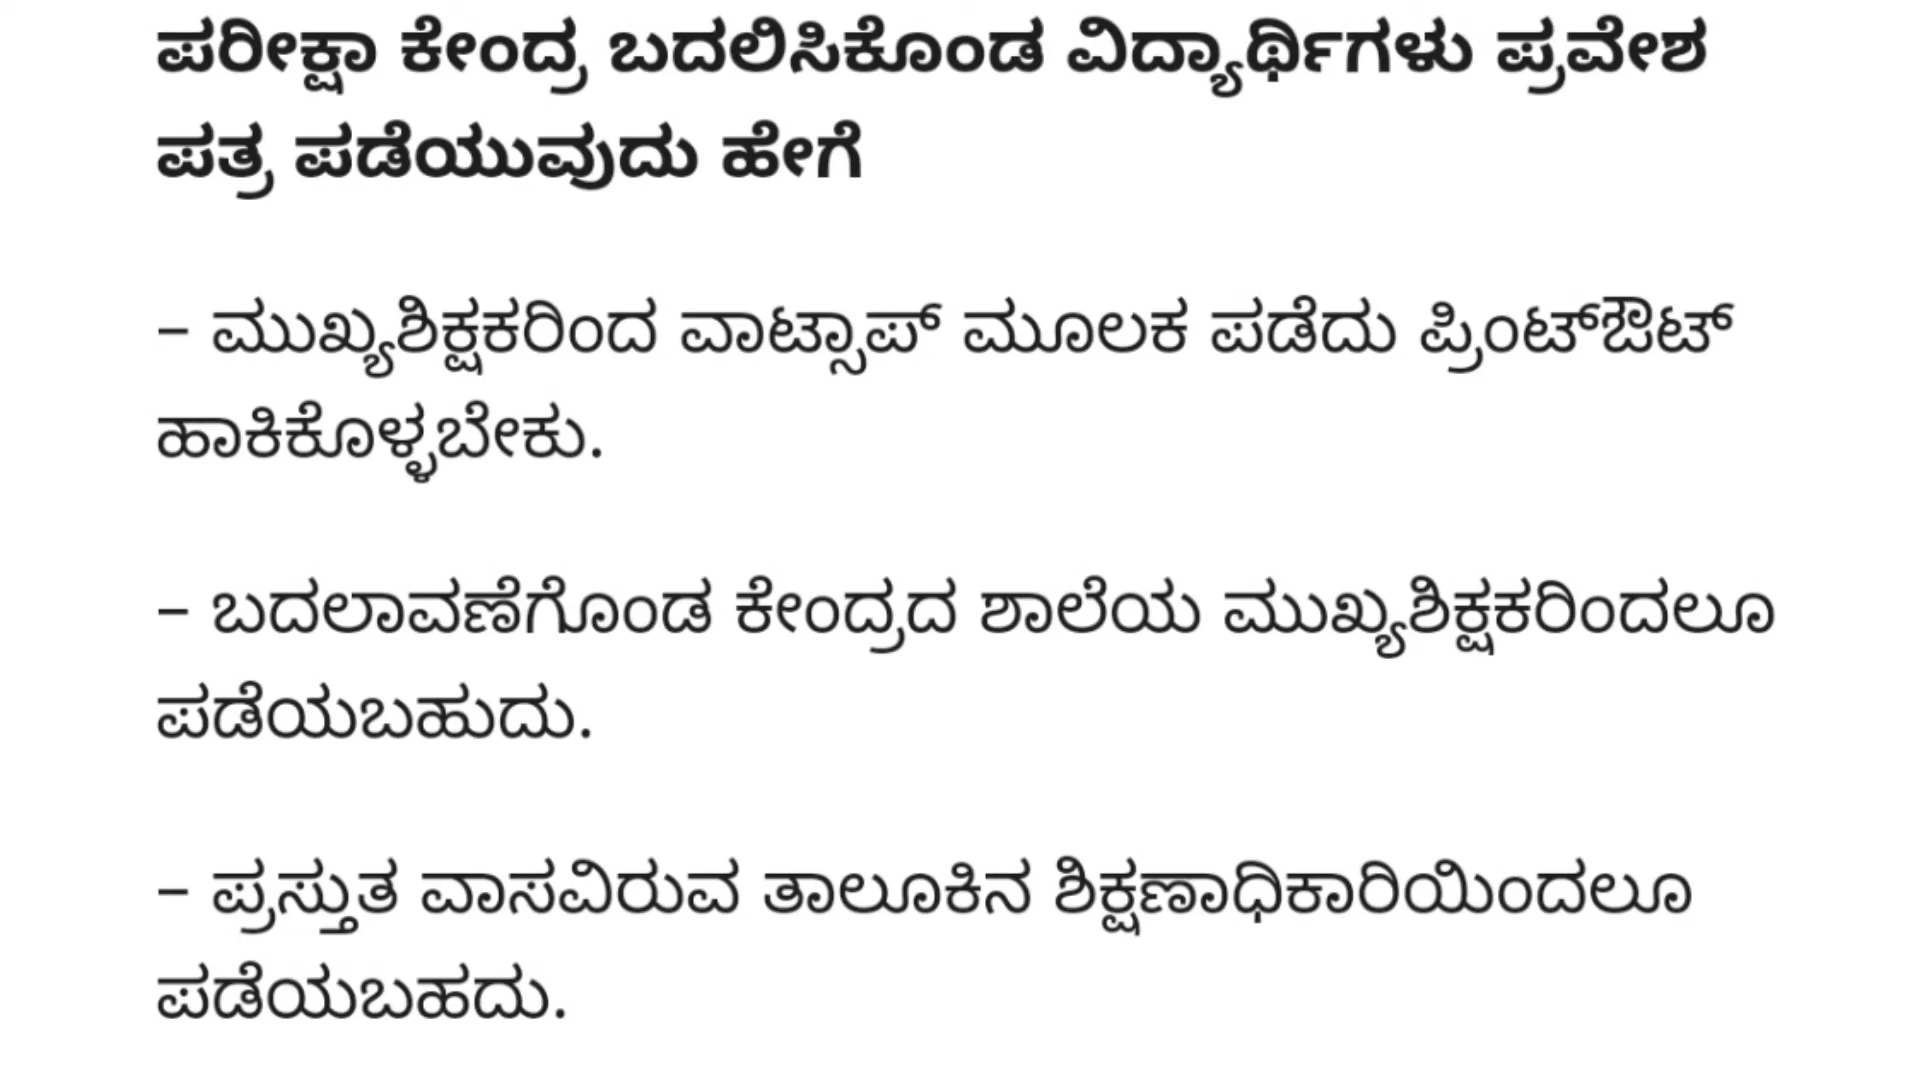 ಪರೀಕ್ಷಾ ಕೇಂದ್ರ ಬದಲಿಸಿಕೊಂಡ ವಿದ್ಯಾರ್ಥಿಗಳು ಪ್ರವೇಶ
ಪತ್ರ ಪಡೆಯುವುದು ಹೇಗೆ
– ಮುಖ್ಯಶಿಕ್ಷಕರಿಂದ ವಾಟ್ಸಾಪ್ ಮೂಲಕ ಪಡೆದು ಪ್ರಿಂಟ್‌ಔಟ್
ಹಾಕಿಕೊಳ್ಳಬೇಕು.
– ಬದಲಾವಣೆಗೊಂಡ ಕೇಂದ್ರದ ಶಾಲೆಯ ಮುಖ್ಯಶಿಕ್ಷಕರಿಂದಲೂ
ಪಡೆಯಬಹುದು.
– ಪ್ರಸ್ತುತ ವಾಸವಿರುವ ತಾಲೂಕಿನ ಶಿಕ್ಷಣಾಧಿಕಾರಿಯಿಂದಲೂ
ಪಡೆಯಬಹದು.